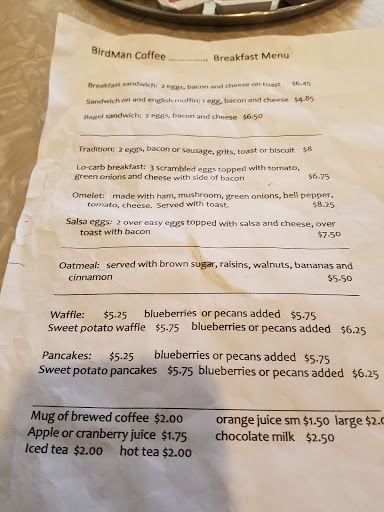 BirdMan Coffee .............. Breakfast Menu
Breakfast sandwich: 2 eggs, bacon and cheese on toast $6.45
Sandwich on and english muffin: 1 egg, bacon and cheese $4.85
Bagel sandwich: 2 eggs, bacon and cheese $6.50
Tradition: 2 eggs, bacon or sausage, grits, toast or biscuit $8
Lo-carb breakfast: 3 scrambled eggs topped with tomato,
green onions and cheese with side of bacon $6.75
Omelet: made with ham, mushroom, green onions, bell pepper,
tomato, cheese. Served with toast. $8.25
Salsa eggs: 2 over easy eggs topped with salsa and cheese, over
toast with bacon $7.50
Oatmeal: served with brown sugar, raisins, walnuts, bananas and
cinnamon $5.50
Waffle: $5.25 blueberries or pecans added $5.75
Sweet potato waffle $5.75 blueberries or pecans added $6.25
Pancakes: $5.25 blueberries or pecans added $5.75
Sweet potato pancakes $5.75 blueberries or pecans added $6.25
Mug of brewed coffee $2.00 orange juice sm $1.50 large
Apple or cranberry juice $1.75 chocolate milk $2.50
Iced tea $2.00 hot tea $2.00